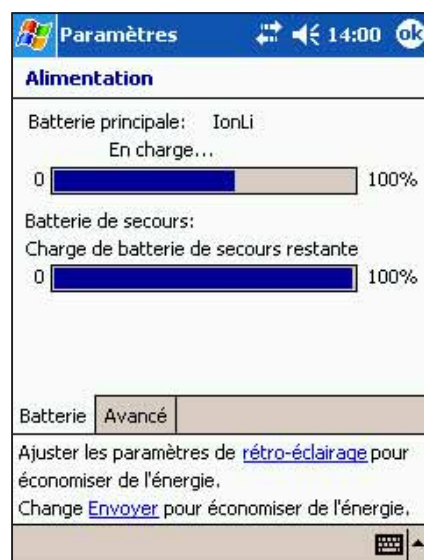 Paramètres 14:00 ok
Alimentation
Batterie principale: IonLi
En charge...
0 100%
Batterie de secours:
Charge de batterie de secours restante
0 100%
Batterie Avancé
Ajuster les paramètres de rétro-éclairage pour
économiser de l'énergie.
Change Envoyer pour économiser de l'énergie.